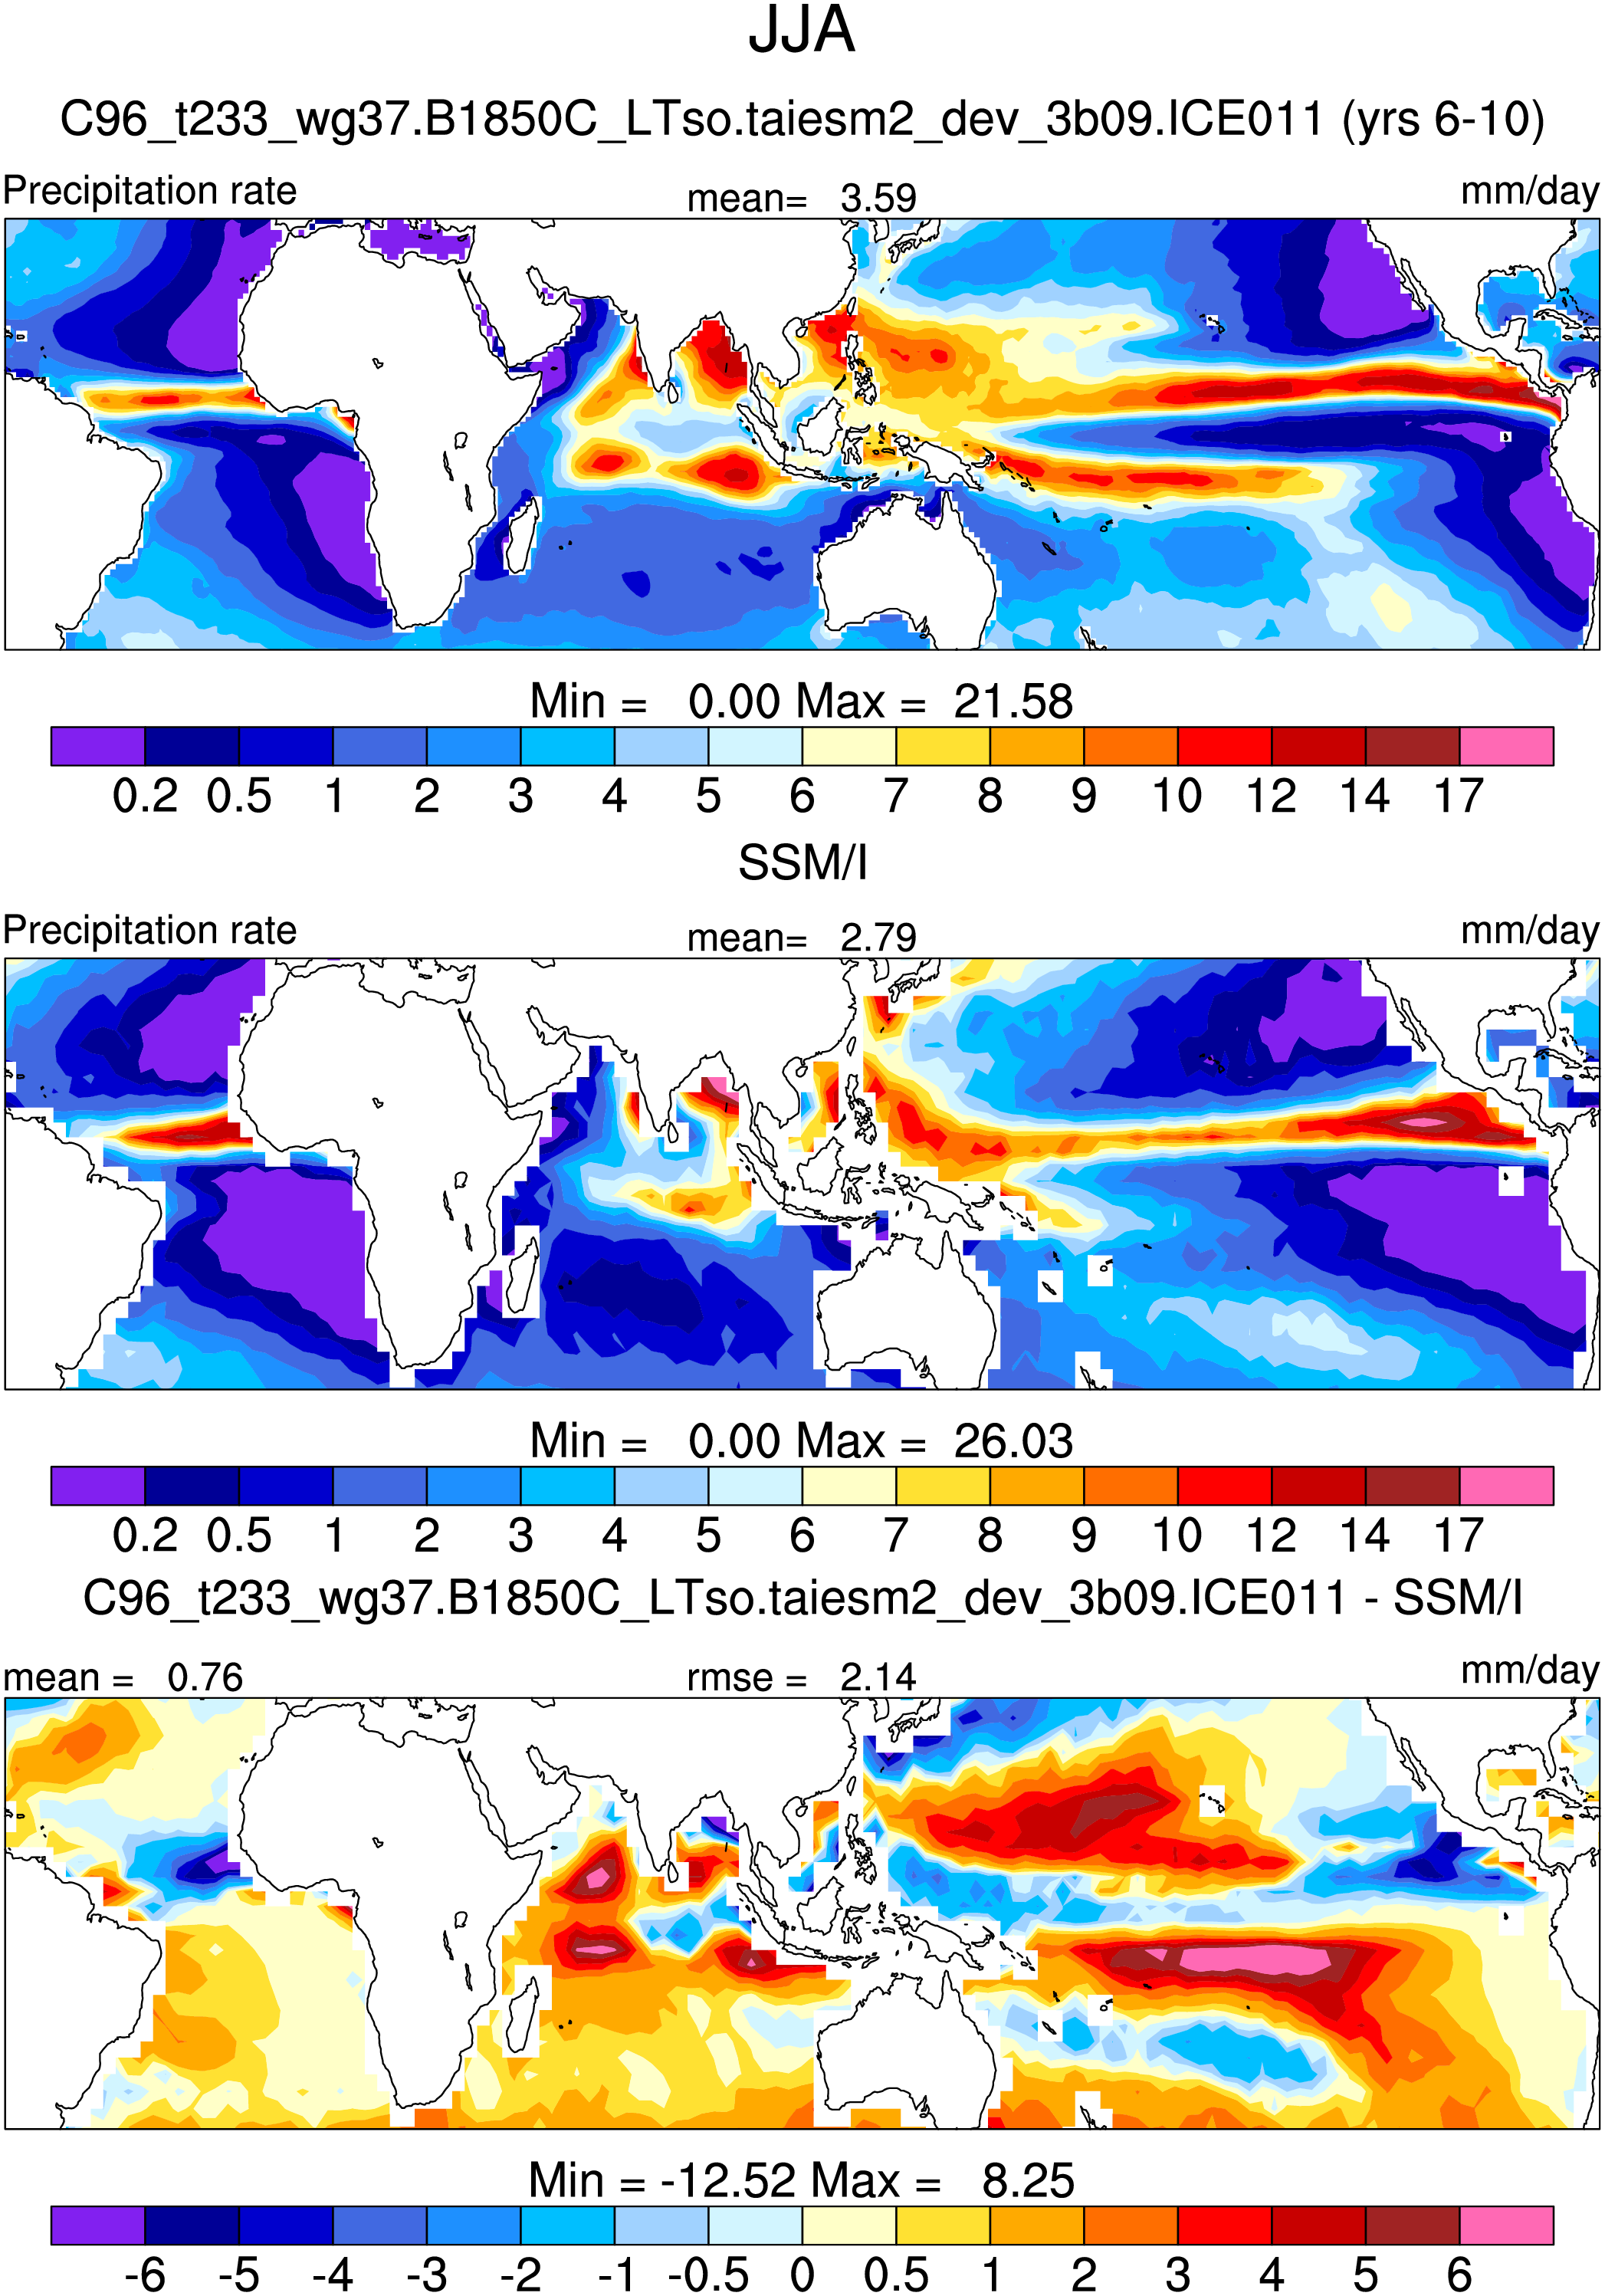 JJA
C96_t233_wg37.B1850C_LTso.taiesm2_dev_3b09.ICE011 (yrs 6-10)
Precipitation rate mean= 3.59 mm/day
Min = 0.00 Max = 21.58
0.2 0.5 1 2 3 4 5 6 7 8 9 10 12 14 17
SSM/I
Precipitation rate mean= 2.79 mm/day
Min = 0.00 Max = 26.03
0.2 0.5 1 2 3 4 5 6 7 8 9 10 12 14 17
C96_t233_wg37.B1850C_LTso.taiesm2_dev_3b09.ICE011 - SSM/I
mean = 0.76 rmse = 2.14 mm/day
Min = -12.52 Max = 8.25
-6 -5 -4 -3 -2 -1 -0.5 0 0.5 1 2 3 4 5 6